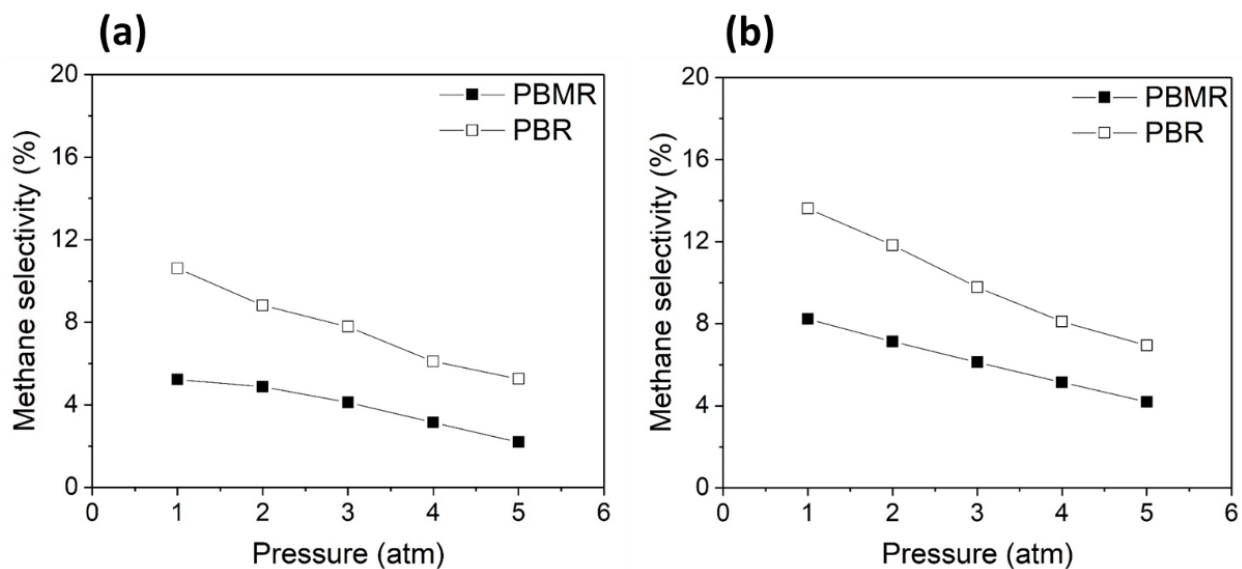 (a)
20
16
12
8
4
0
Methane selectivity (%)
PBMR
PBR
0 1 2 3 4 5 6
Pressure (atm)
(b)
20
16
12
8
4
0
Methane selectivity (%)
PBMR
PBR
0 1 2 3 4 5 6
Pressure (atm)